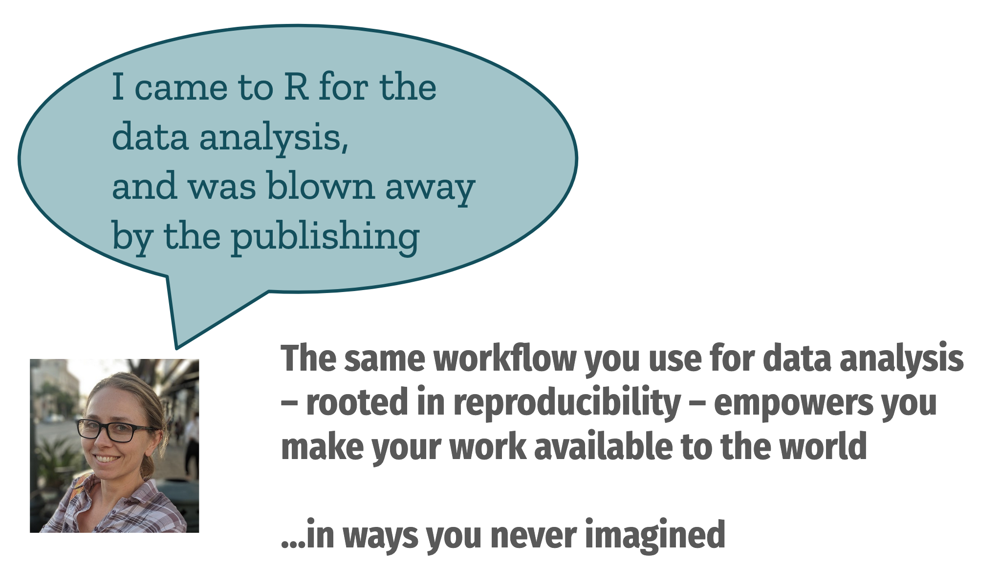 I came to R for the
data analysis,
and was blown away
by the publishing
The same workflow you use for data analysis
– rooted in reproducibility – empowers you
make your work available to the world
...in ways you never imagined